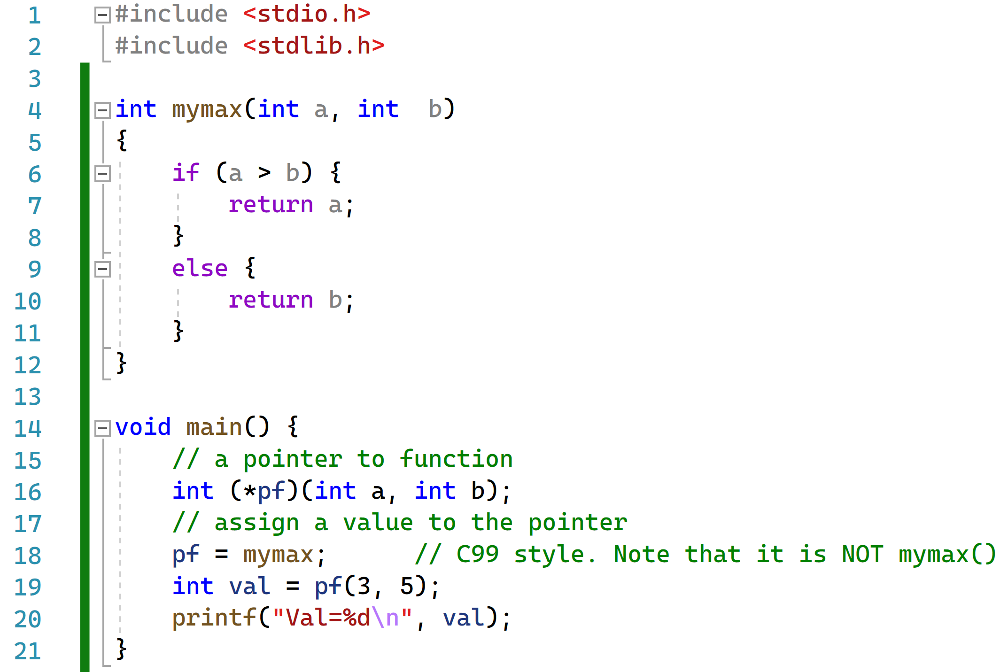 1 #include <stdio.h>
2 #include <stdlib.h>
3
4 int mymax(int a, int  b)
5 {
6     if (a > b) {
7         return a;
8     }
9     else {
10         return b;
11     }
12 }
13
14 void main() {
15     // a pointer to function
16     int (*pf)(int a, int b);
17     // assign a value to the pointer
18     pf = mymax;      // C99 style. Note that it is NOT mymax()
19     int val = pf(3, 5);
20     printf("Val=%d\n", val);
21 }